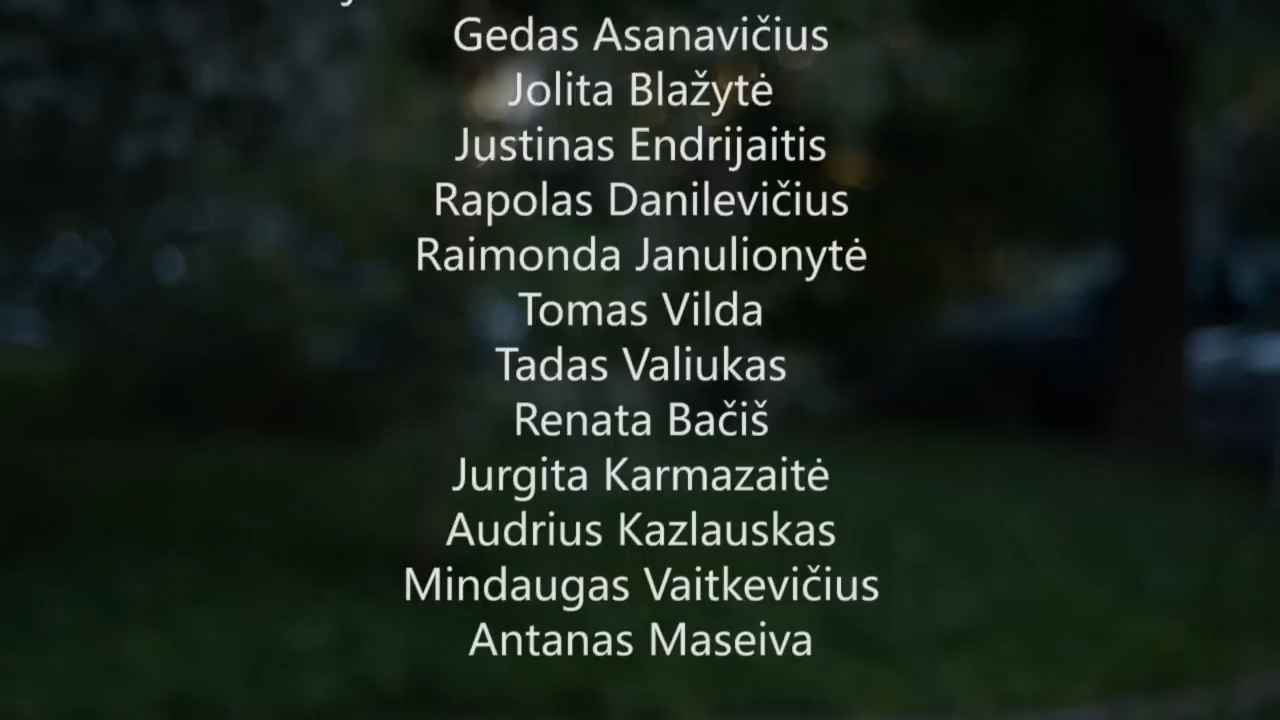 Gedas Asanavičius
Jolita Blažytė
Justinas Endrijaitis
Rapolas Danilevičius
Raimonda Janulionytė
Tomas Vilda
Tadas Valiukas
Renata Bačiš
Jurgita Karmazaitė
Audrius Kazlauskas
Mindaugas Vaitkevičius
Antanas Maseiva